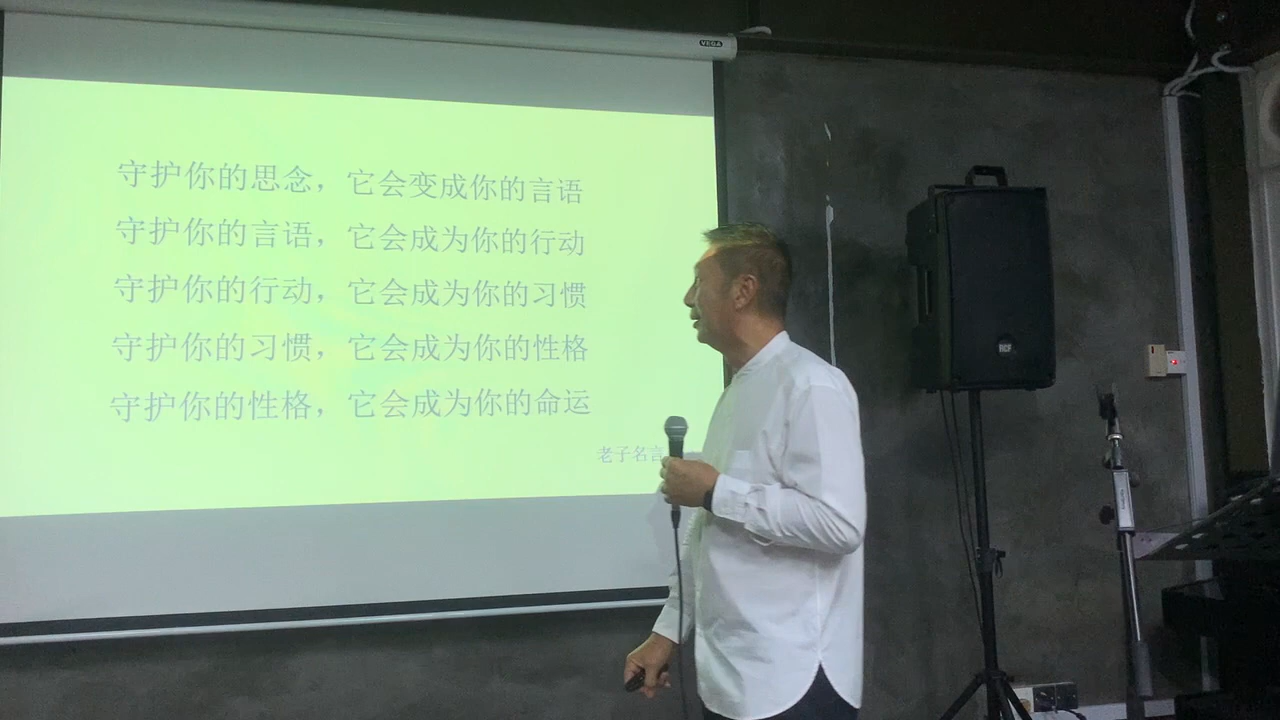 VEGA
守护你的思念，它会变成你的言语
守护你的言语，它会成为你的行动
守护你的行动，它会成为你的习惯
守护你的习惯，它会成为你的性格
守护你的性格，它会成为你的命运
老子名言
RCF